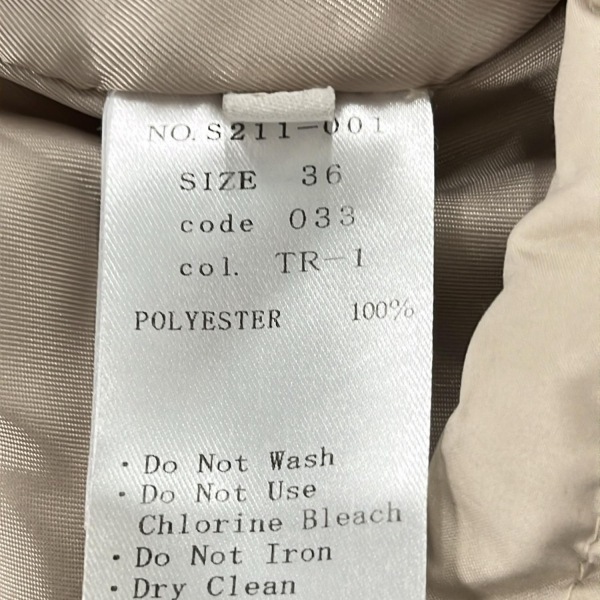 NO. S211-001
SIZE 36
code 033
col. TR-1
POLYESTER 100%
・Do Not Wash
・Do Not Use
Chlorine Bleach
・Do Not Iron
・Dry Clean